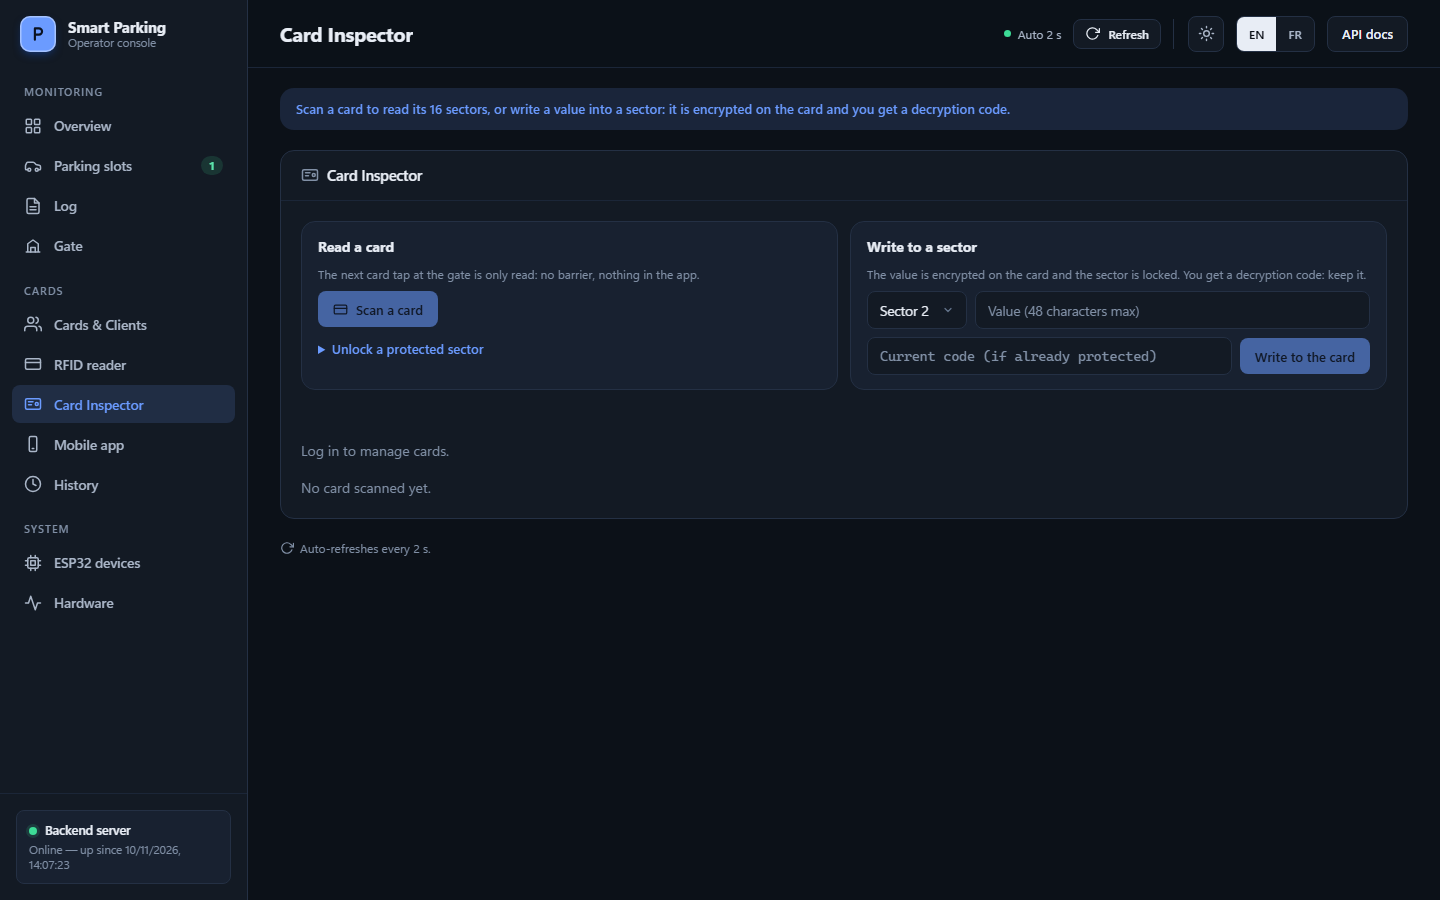 P
Smart Parking
Operator console
MONITORING
Overview
Parking slots 1
Log
Gate
CARDS
Cards & Clients
RFID reader
Card Inspector
Mobile app
History
SYSTEM
ESP32 devices
Hardware
Backend server
Online — up since 10/11/2026,
14:07:23
Card Inspector
Auto 2 s
Refresh
EN
FR
API docs
Scan a card to read its 16 sectors, or write a value into a sector: it is encrypted on the card and you get a decryption code.
Card Inspector
Read a card
The next card tap at the gate is only read: no barrier, nothing in the app.
Scan a card
Unlock a protected sector
Write to a sector
The value is encrypted on the card and the sector is locked. You get a decryption code: keep it.
Sector 2
Value (48 characters max)
Current code (if already protected)
Write to the card
Log in to manage cards.
No card scanned yet.
Auto-refreshes every 2 s.